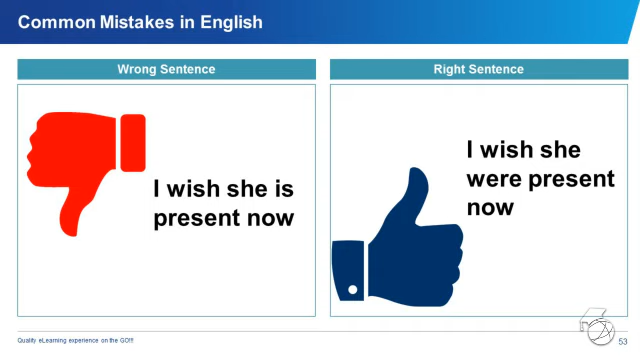 Common Mistakes in English
Wrong Sentence
I wish she is
present now
Right Sentence
I wish she
were present
now
Quality eLearning experience on the GO!!!
53